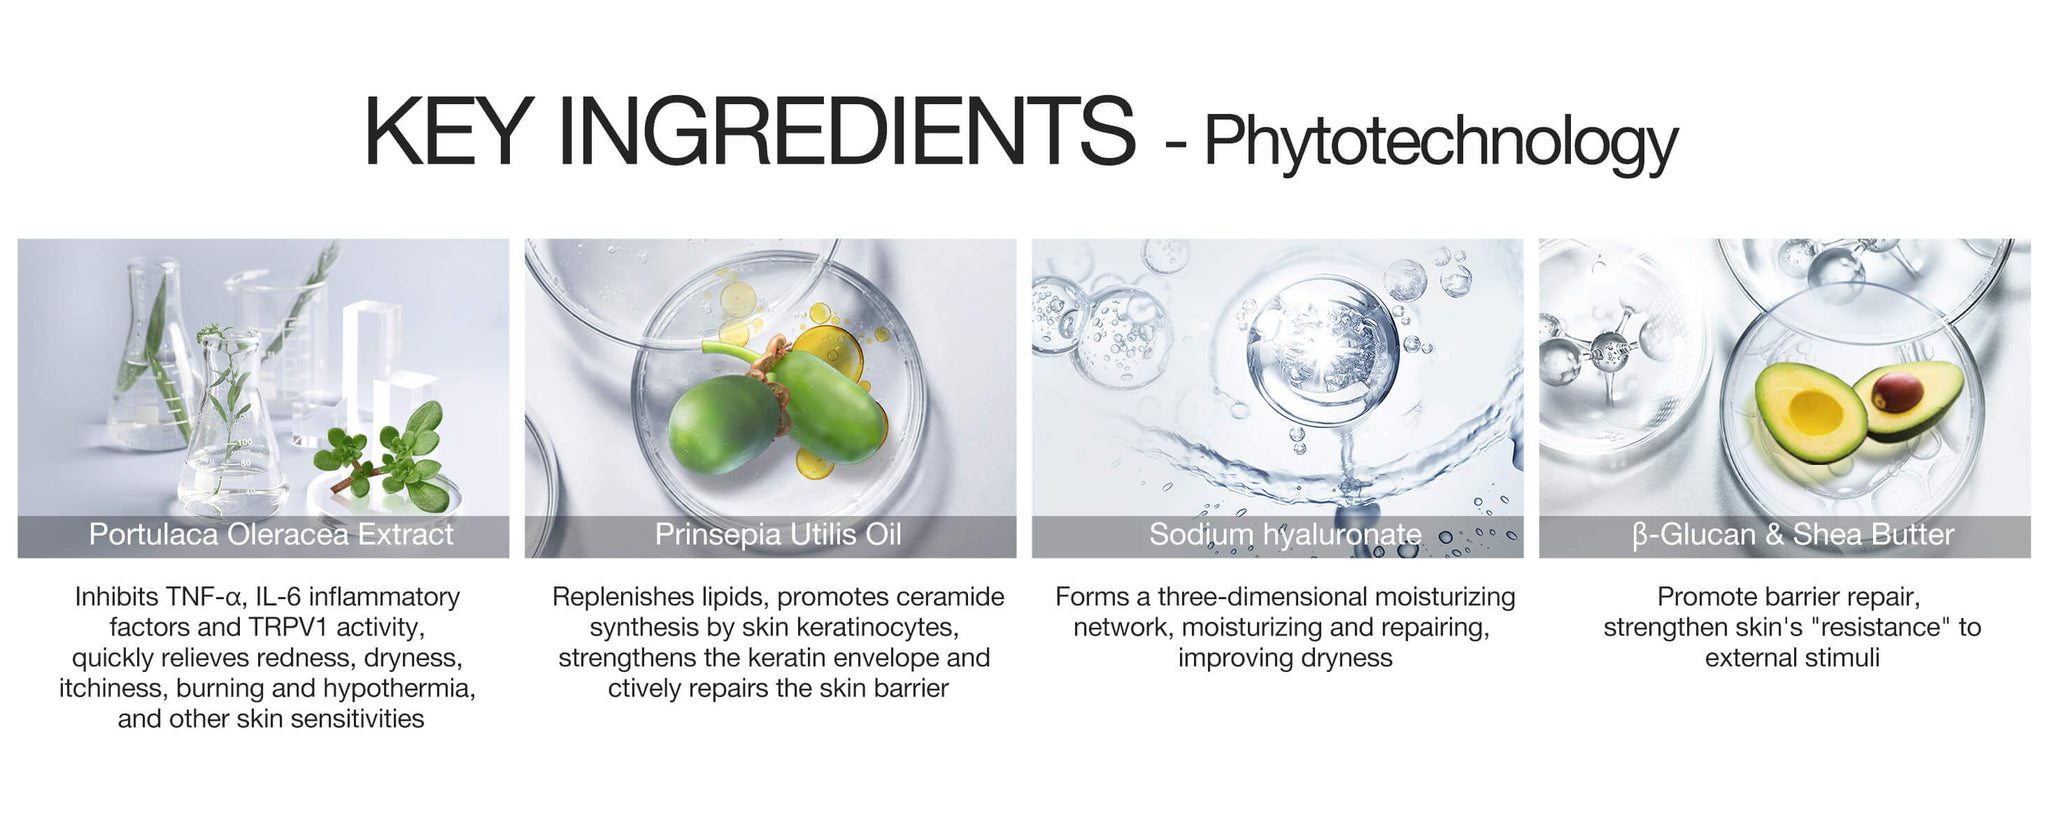 KEY INGREDIENTS - Phytotechnology
Portulaca Oleracea Extract
Inhibits TNF-α, IL-6 inflammatory
factors and TRPV1 activity,
quickly relieves redness, dryness,
itchiness, burning and hypothermia,
and other skin sensitivities
Prinsepia Utilis Oil
Replenishes lipids, promotes ceramide
synthesis by skin keratinocytes,
strengthens the keratin envelope and
ctively repairs the skin barrier
Sodium hyaluronate
Forms a three-dimensional moisturizing
network, moisturizing and repairing,
improving dryness
β-Glucan & Shea Butter
Promote barrier repair,
strengthen skin's "resistance" to
external stimuli
100
80